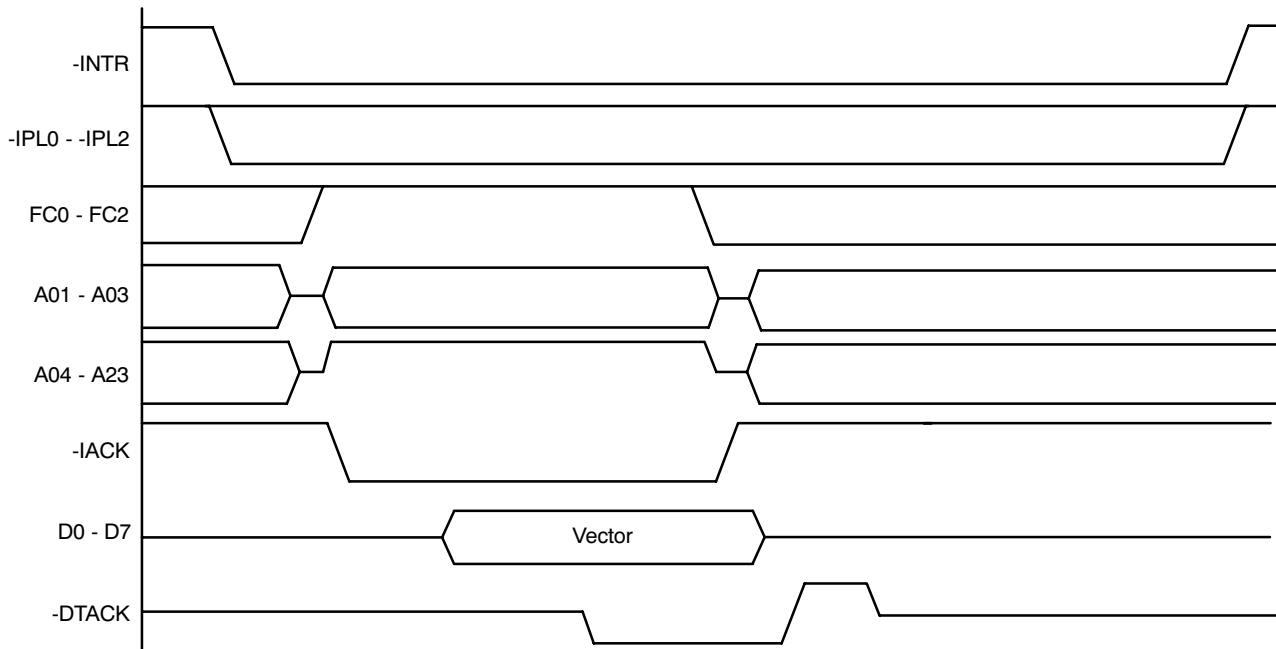 -INTR
-IPL0 - -IPL2
FC0 - FC2
A01 - A03
A04 - A23
-IACK
D0 - D7
Vector
-DTACK